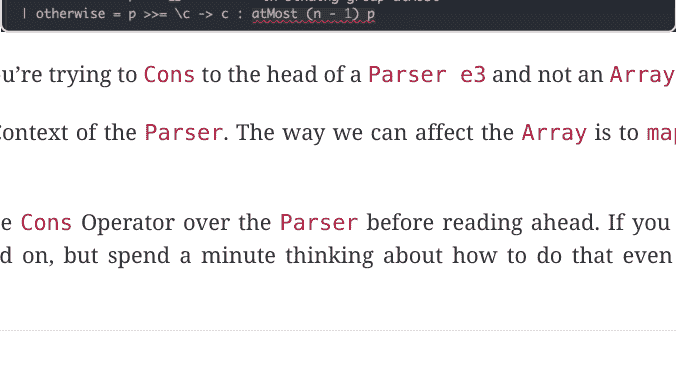 | otherwise = p >>= \c -> c : atMost (n - 1) p
u’re trying to Cons to the head of a Parser e3 and not an Array
Context of the Parser. The way we can affect the Array is to map
e Cons Operator over the Parser before reading ahead. If you
d on, but spend a minute thinking about how to do that even